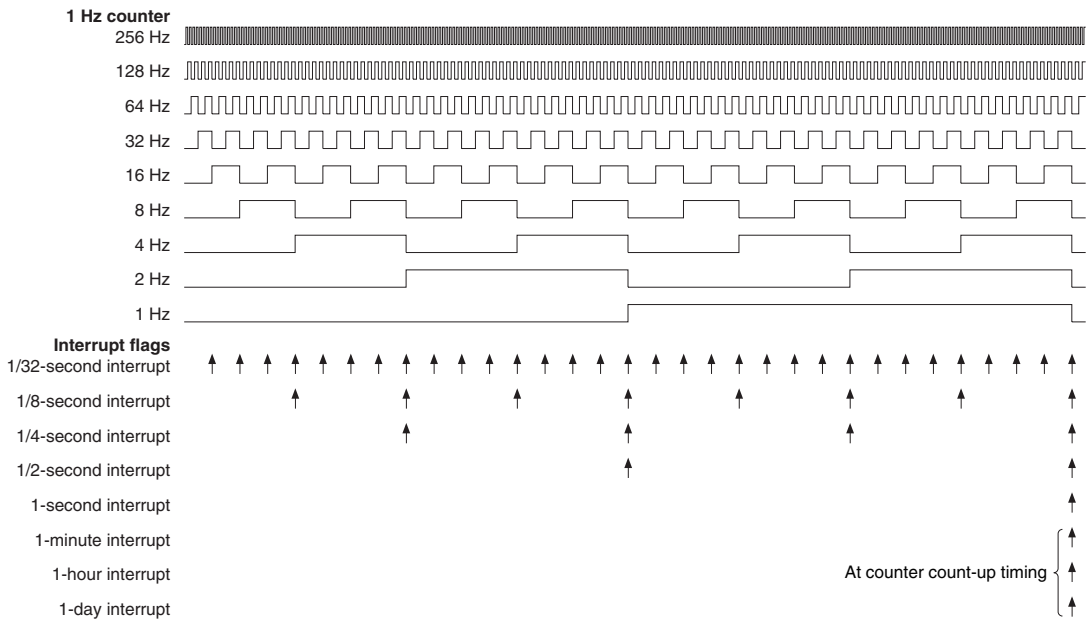 1 Hz counter
256 Hz
128 Hz
64 Hz
32 Hz
16 Hz
8 Hz
4 Hz
2 Hz
1 Hz
Interrupt flags
1/32-second interrupt
1/8-second interrupt
1/4-second interrupt
1/2-second interrupt
1-second interrupt
1-minute interrupt
1-hour interrupt
At counter count-up timing
1-day interrupt